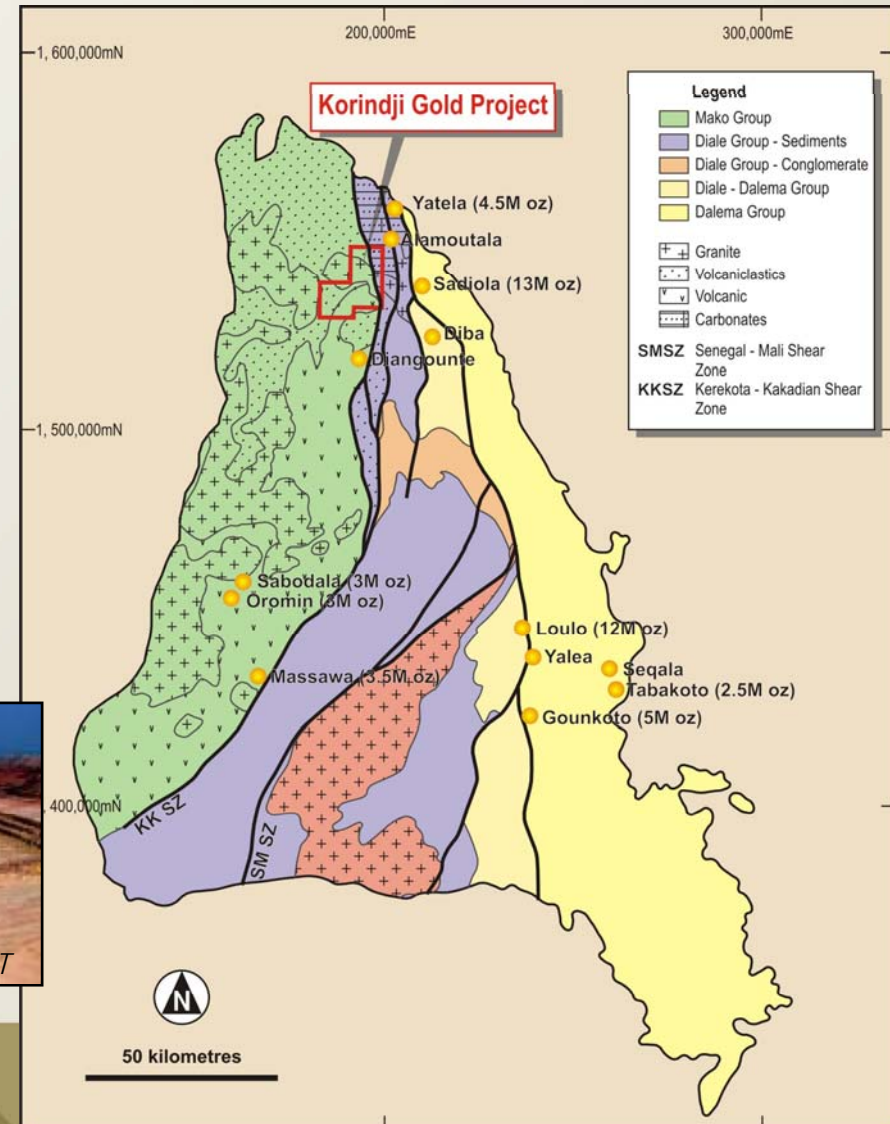 200,000mE
300,000mE
1,600,000mN
Korindji Gold Project
Legend
Mako Group
Diale Group - Sediments
Diale Group - Conglomerate
Diale - Dalema Group
Dalema Group
Granite
Volcaniclastics
Volcanic
Carbonates
SMSZ Senegal - Mali Shear
Zone
KKSZ Kerekota - Kakadian Shear
Zone
Yatela (4.5M oz)
Alamoutala
Sadiola (13M oz)
Diba
Diangounte
1,500,000mN
Sabodala (3M oz)
Oromin (3M oz)
Loulo (12M oz)
Yalea
Seqala
Massawa (3.5M oz)
Tabakoto (2.5M oz)
Gounkoto (5M oz)
400,000mN
KK SZ
SM SZ
T
N
50 kilometres